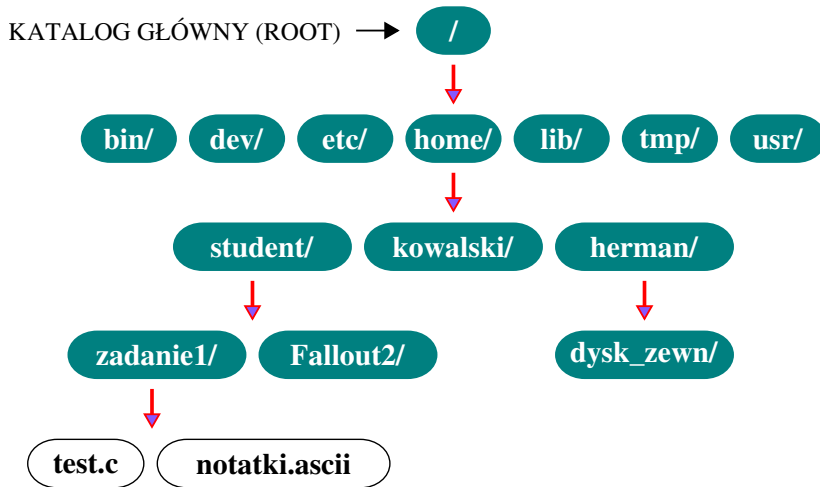 KATALOG GŁÓWNY (ROOT) /
bin/ dev/ etc/ home/ lib/ tmp/ usr/
student/ kowalski/ herman/
zadanie1/ Fallout2/ dysk_zewn/
test.c notatki.ascii